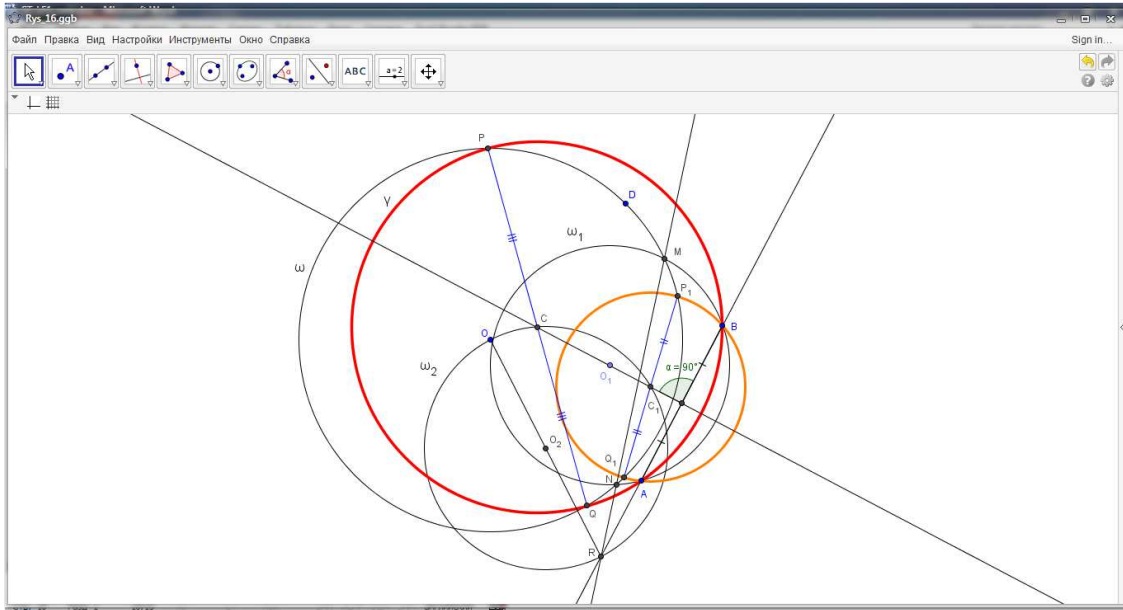 Rys_16.ggb
Файл Правка Вид Настройки Инструменты Окно Справка
Sign in...
A
ABC
a=2
P
D
γ
ω₁
ω
M
P₁
C
B
O
α = 90°
ω₂
O₁
C₁
O₂
Q₁
N
A
Q
R